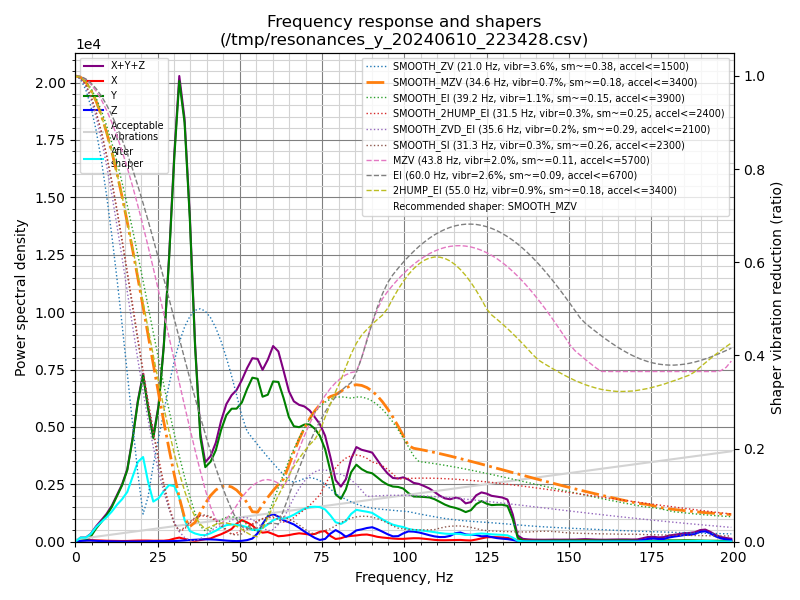 Frequency response and shapers
(/tmp/resonances_y_20240610_223428.csv)
1e4
X+Y+Z
X
Y
Z
Acceptable
vibrations
After
shaper
SMOOTH_ZV (21.0 Hz, vibr=3.6%, sm~=0.38, accel<=1500)
SMOOTH_MZV (34.6 Hz, vibr=0.7%, sm~=0.18, accel<=3400)
SMOOTH_EI (39.2 Hz, vibr=1.1%, sm~=0.15, accel<=3900)
SMOOTH_2HUMP_EI (31.5 Hz, vibr=0.3%, sm~=0.25, accel<=2400)
SMOOTH_ZVD_EI (35.6 Hz, vibr=0.2%, sm~=0.29, accel<=2100)
SMOOTH_SI (31.3 Hz, vibr=0.3%, sm~=0.26, accel<=2300)
MZV (43.8 Hz, vibr=2.0%, sm~=0.11, accel<=5700)
EI (60.0 Hz, vibr=2.6%, sm~=0.09, accel<=6700)
2HUMP_EI (55.0 Hz, vibr=0.9%, sm~=0.18, accel<=3400)
Recommended shaper: SMOOTH_MZV
Power spectral density
2.00
1.75
1.50
1.25
1.00
0.75
0.50
0.25
0.00
1.0
0.8
0.6
0.4
0.2
0.0
Shaper vibration reduction (ratio)
0 25 50 75 100 125 150 175 200
Frequency, Hz